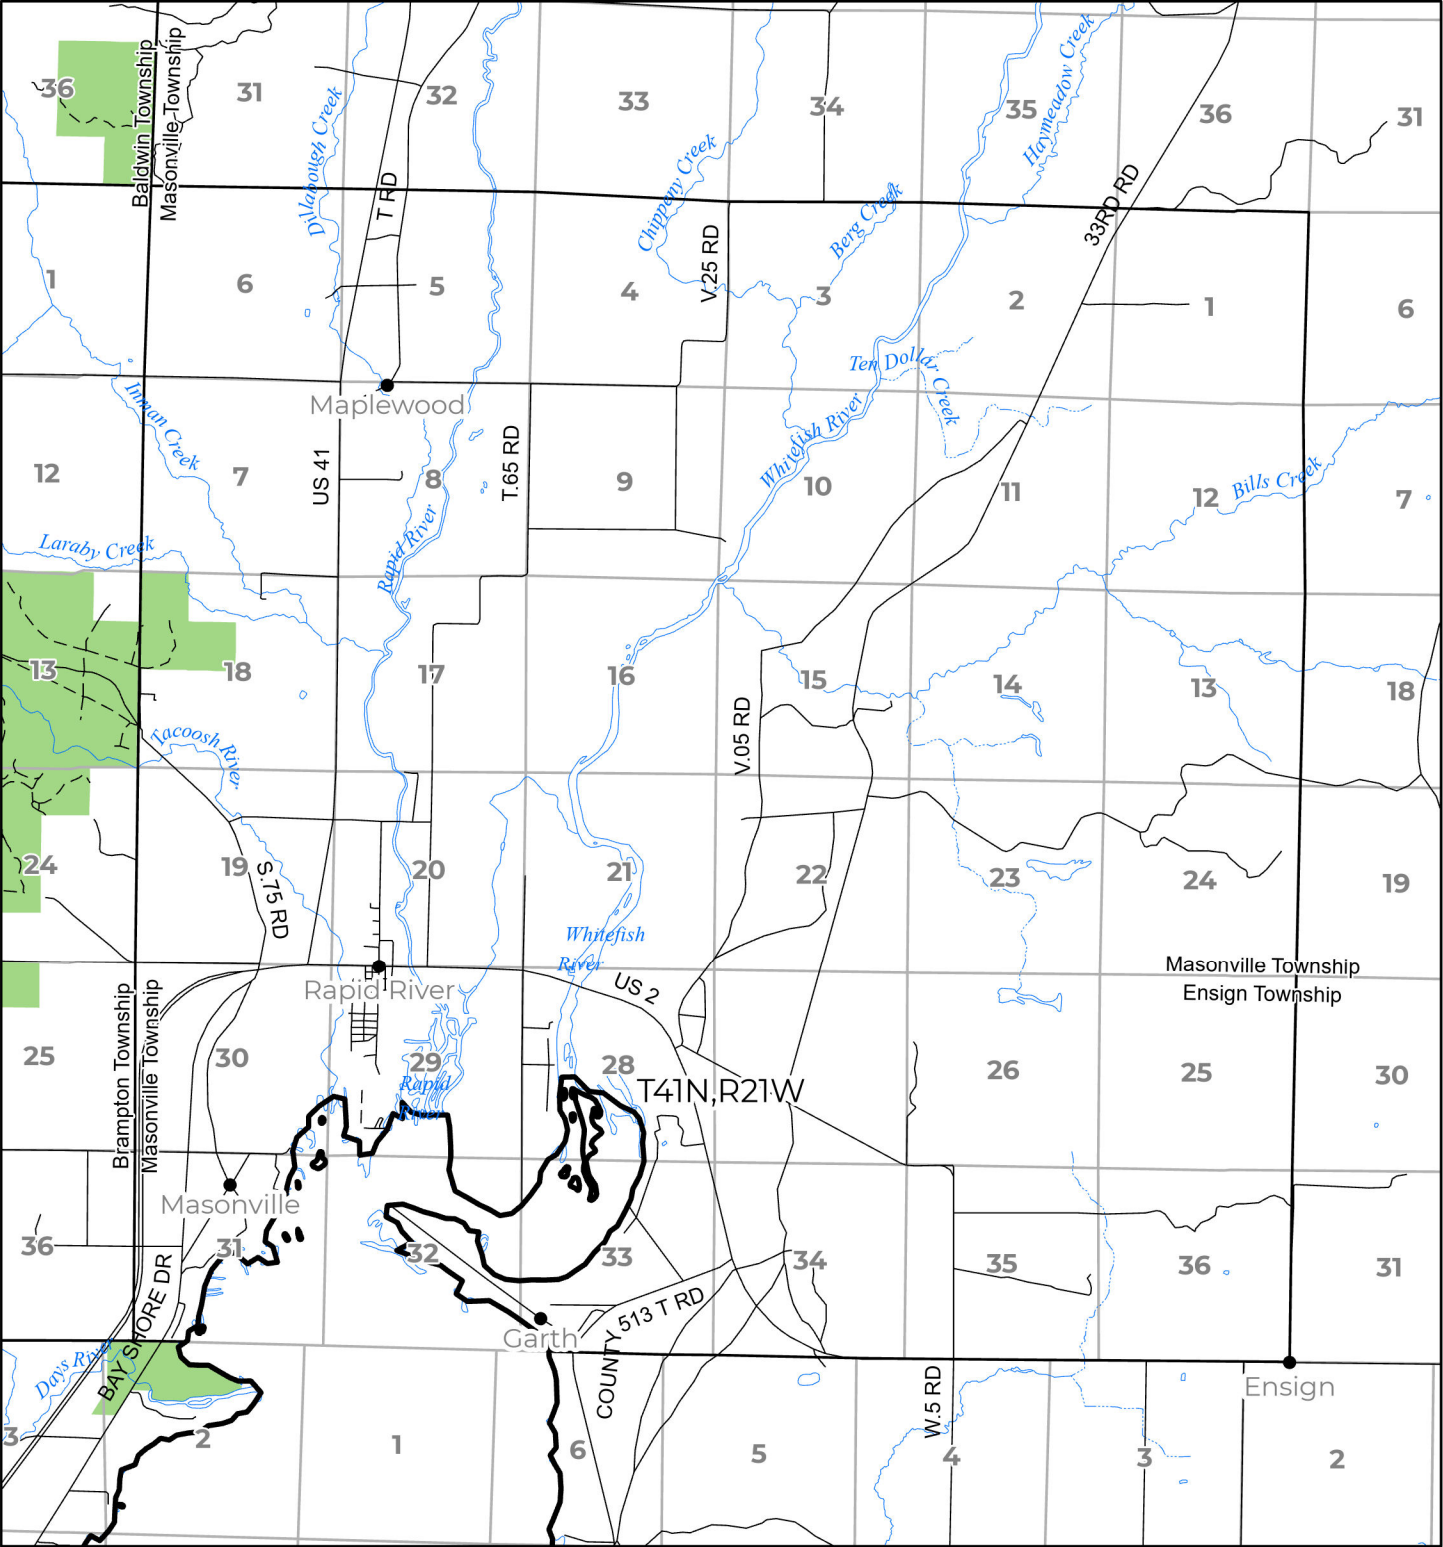 36
31
32
33
34
35
36
31
Baldwin Township
Masonville Township
Dillabough Creek
T RD
Chippeny Creek
Berg Creek
Haymeadow Creek
33RD RD
1
6
5
4
V.25 RD
3
2
1
6
Ten Dollar Creek
Maplewood
Inman Creek
Whitefish River
12
7
US 41
8
T.65 RD
9
10
11
12
Bills Creek
7
Laraby Creek
Rapid River
13
18
17
16
15
14
13
18
Tacoosh River
V.05 RD
24
19
S.75 RD
20
21
22
23
24
19
Whitefish
River
US 2
Masonville Township
Ensign Township
Rapid River
Brampton Township
Masonville Township
25
30
29
28
26
25
30
Rapid
River
T41N,R21W
Masonville
36
31
32
33
34
35
36
31
BAY SHORE DR
COUNTY 513 T RD
Garth
Days River
W.5 RD
Ensign
3
2
1
6
5
4
3
2